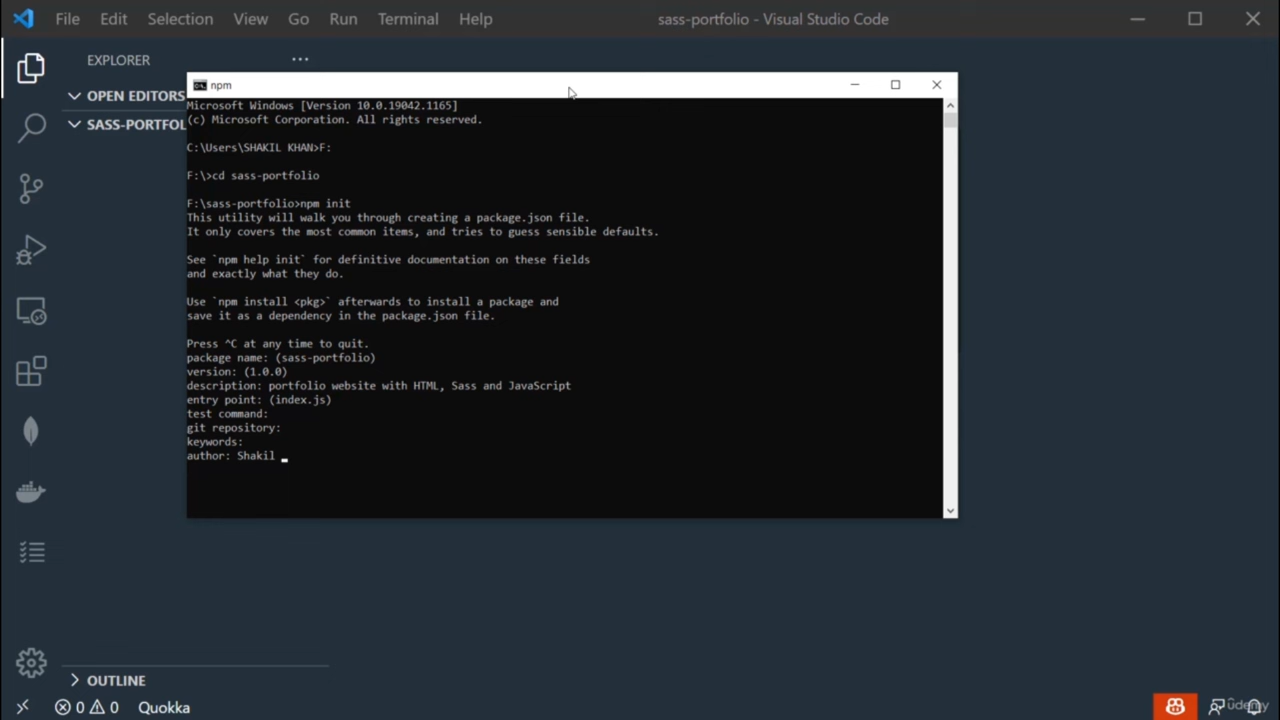 File Edit Selection View Go Run Terminal Help sass-portfolio - Visual Studio Code
EXPLORER
OPEN EDITORS
SASS-PORTFOL
npm
Microsoft Windows [Version 10.0.19042.1165]
(c) Microsoft Corporation. All rights reserved.
C:\Users\SHAKIL KHAN>F:
F:\>cd sass-portfolio
F:\sass-portfolio>npm init
This utility will walk you through creating a package.json file.
It only covers the most common items, and tries to guess sensible defaults.
See `npm help init` for definitive documentation on these fields
and exactly what they do.
Use `npm install <pkg>` afterwards to install a package and
save it as a dependency in the package.json file.
Press ^C at any time to quit.
package name: (sass-portfolio)
version: (1.0.0)
description: portfolio website with HTML, Sass and JavaScript
entry point: (index.js)
test command:
git repository:
keywords:
author: Shakil
OUTLINE
0 0 Quokka
ûdemy